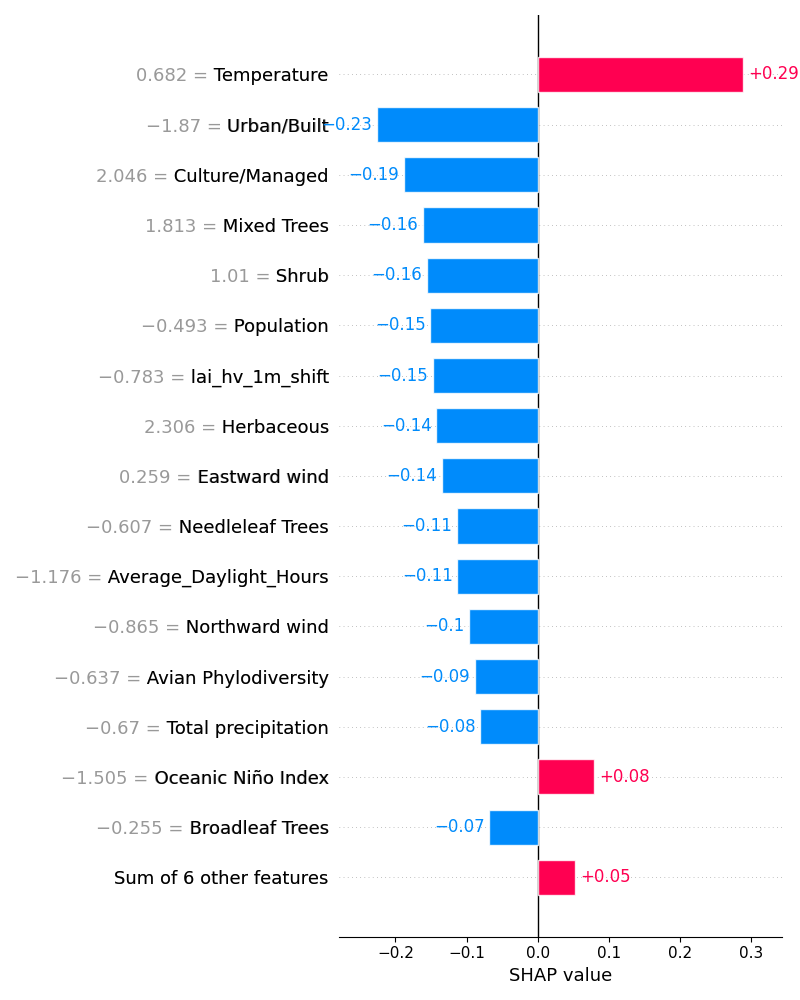 0.682 = Temperature +0.29
−1.87 = Urban/Built −0.23
2.046 = Culture/Managed −0.19
1.813 = Mixed Trees −0.16
1.01 = Shrub −0.16
−0.493 = Population −0.15
−0.783 = lai_hv_1m_shift −0.15
2.306 = Herbaceous −0.14
0.259 = Eastward wind −0.14
−0.607 = Needleleaf Trees −0.11
−1.176 = Average_Daylight_Hours −0.11
−0.865 = Northward wind −0.1
−0.637 = Avian Phylodiversity −0.09
−0.67 = Total precipitation −0.08
−1.505 = Oceanic Niño Index +0.08
−0.255 = Broadleaf Trees −0.07
Sum of 6 other features +0.05
−0.2 −0.1 0.0 0.1 0.2 0.3
SHAP value